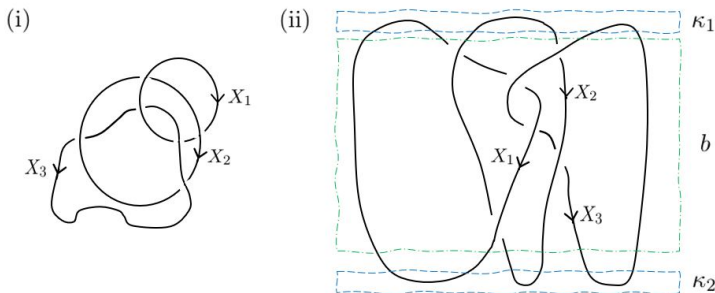 (i)
X₁
X₂
X₃
(ii)
κ₁
X₂
b
X₁
X₃
κ₂